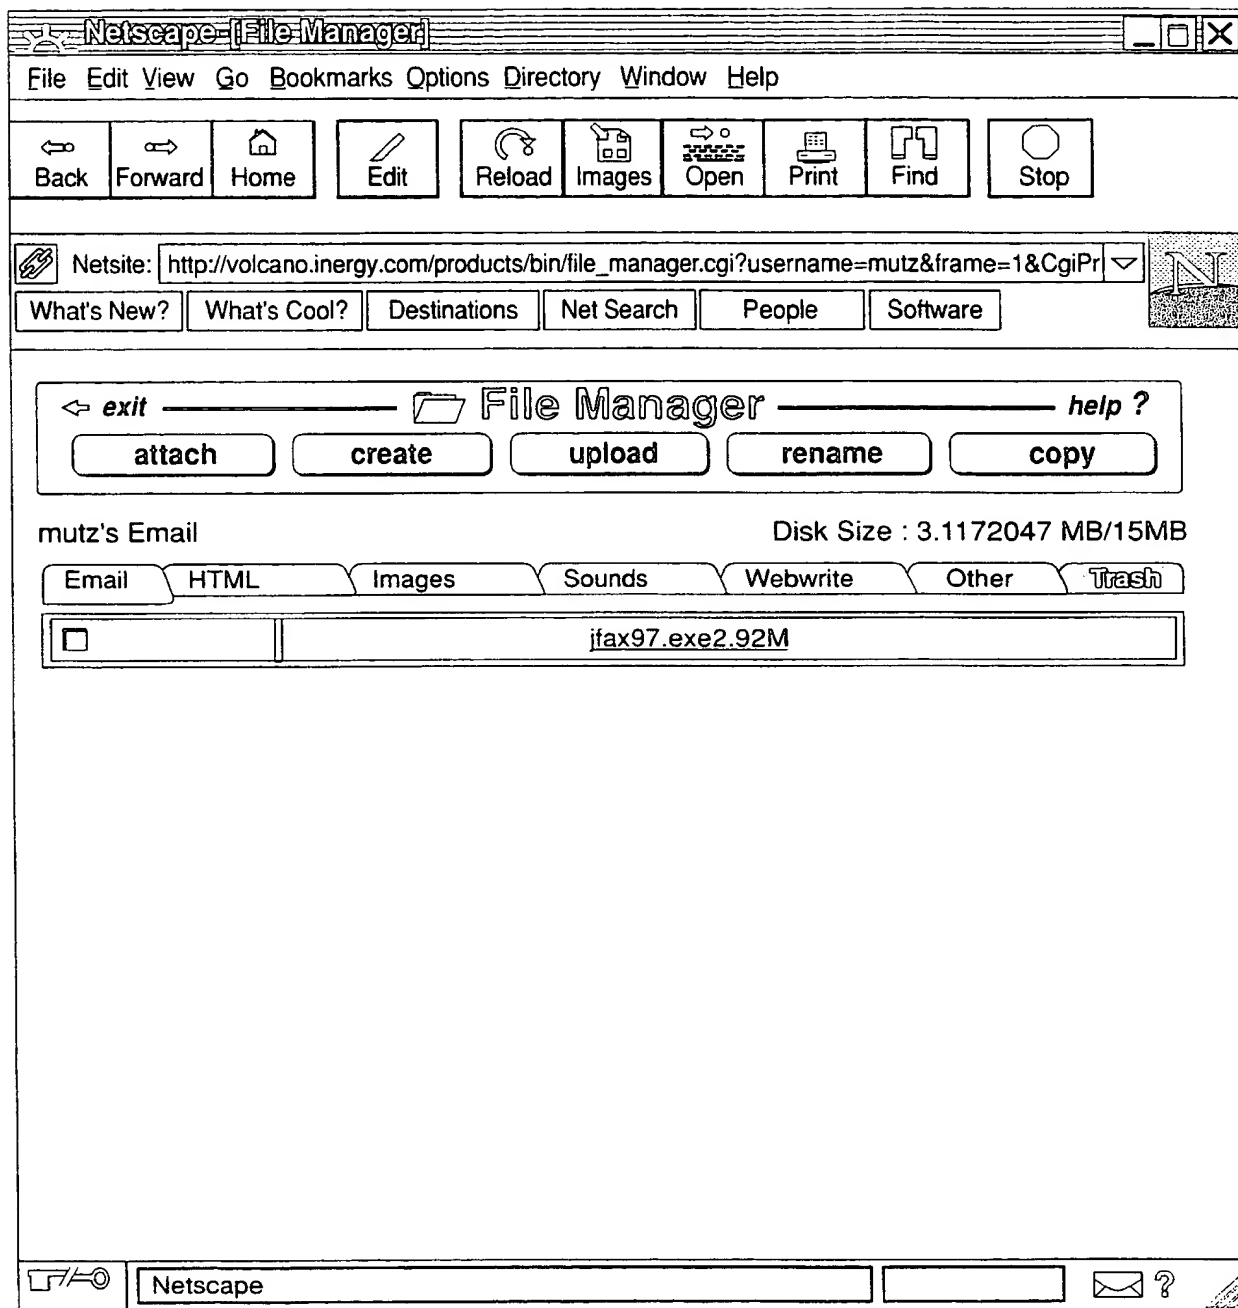 Netscape-[File Manager]
File Edit View Go Bookmarks Options Directory Window Help
Back Forward Home Edit Reload Images Open Print Find Stop
Netsite: http://volcano.inergy.com/products/bin/file_manager.cgi?username=mutz&frame=1&CgiPr
N
What's New? What's Cool? Destinations Net Search People Software
exit File Manager help ?
attach create upload rename copy
mutz's Email Disk Size : 3.1172047 MB/15MB
Email HTML Images Sounds Webwrite Other Trash
jfax97.exe2.92M
Netscape ?